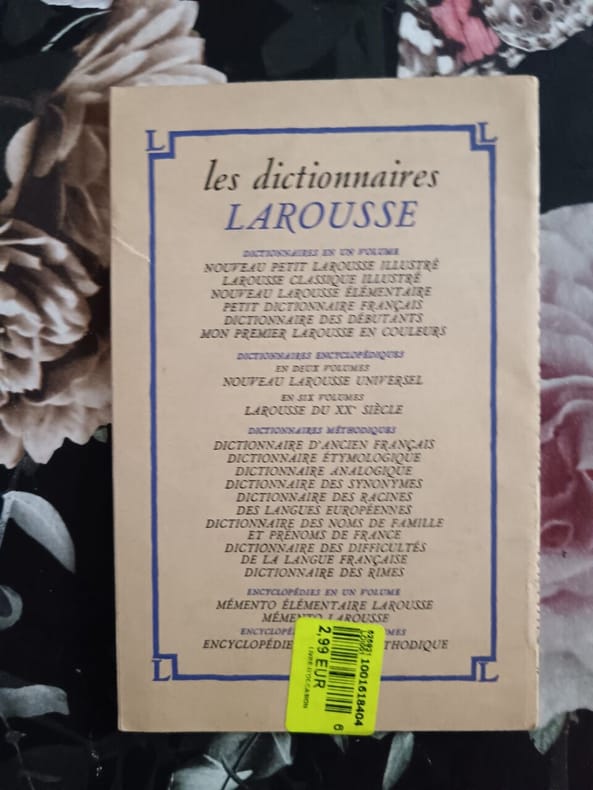 les dictionnaires
LAROUSSE
DICTIONNAIRES EN UN VOLUME
NOUVEAU PETIT LAROUSSE ILLUSTRÉ
LAROUSSE CLASSIQUE ILLUSTRÉ
NOUVEAU LAROUSSE ÉLÉMENTAIRE
PETIT DICTIONNAIRE FRANÇAIS
DICTIONNAIRE DES DÉBUTANTS
MON PREMIER LAROUSSE EN COULEURS
DICTIONNAIRES ENCYCLOPÉDIQUES
EN DEUX VOLUMES
NOUVEAU LAROUSSE UNIVERSEL
EN SIX VOLUMES
LAROUSSE DU XXe SIÈCLE
DICTIONNAIRES MÉTHODIQUES
DICTIONNAIRE D'ANCIEN FRANÇAIS
DICTIONNAIRE ÉTYMOLOGIQUE
DICTIONNAIRE ANALOGIQUE
DICTIONNAIRE DES SYNONYMES
DICTIONNAIRE DES RACINES
DES LANGUES EUROPÉENNES
DICTIONNAIRE DES NOMS DE FAMILLE
ET PRÉNOMS DE FRANCE
DICTIONNAIRE DES DIFFICULTÉS
DE LA LANGUE FRANÇAISE
DICTIONNAIRE DES RIMES
ENCYCLOPÉDIES EN UN VOLUME
MÉMENTO ÉLÉMENTAIRE LAROUSSE
MÉMENTO LAROUSSE
1001618404
6
2,99 EUR
LIVRE D'OCCASION